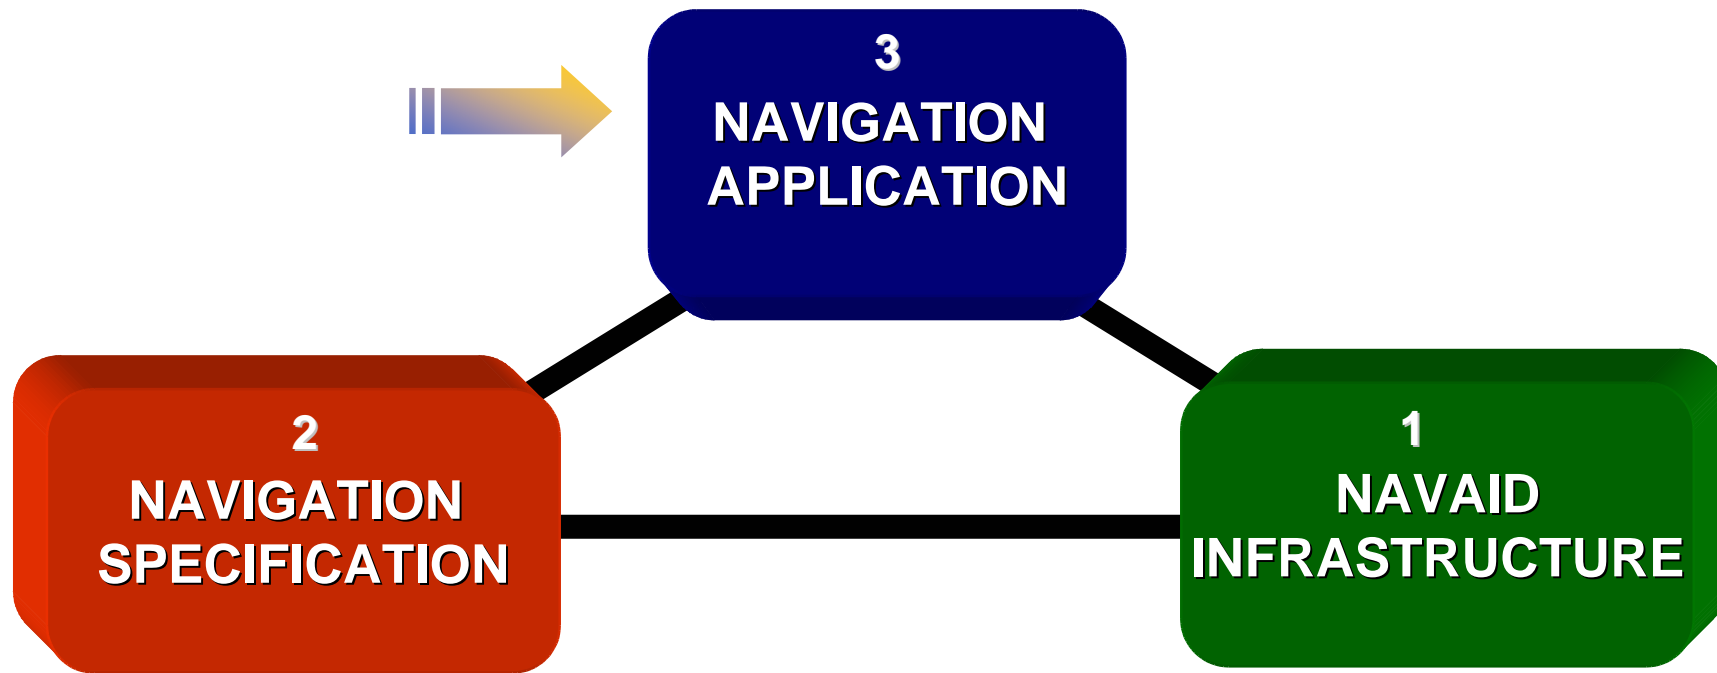 3
NAVIGATION
APPLICATION
2
NAVIGATION
SPECIFICATION
1
NAVAID
INFRASTRUCTURE